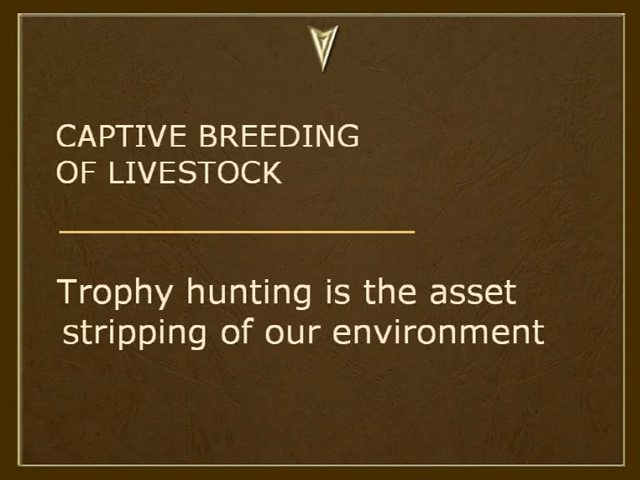 CAPTIVE BREEDING
OF LIVESTOCK
Trophy hunting is the asset
stripping of our environment